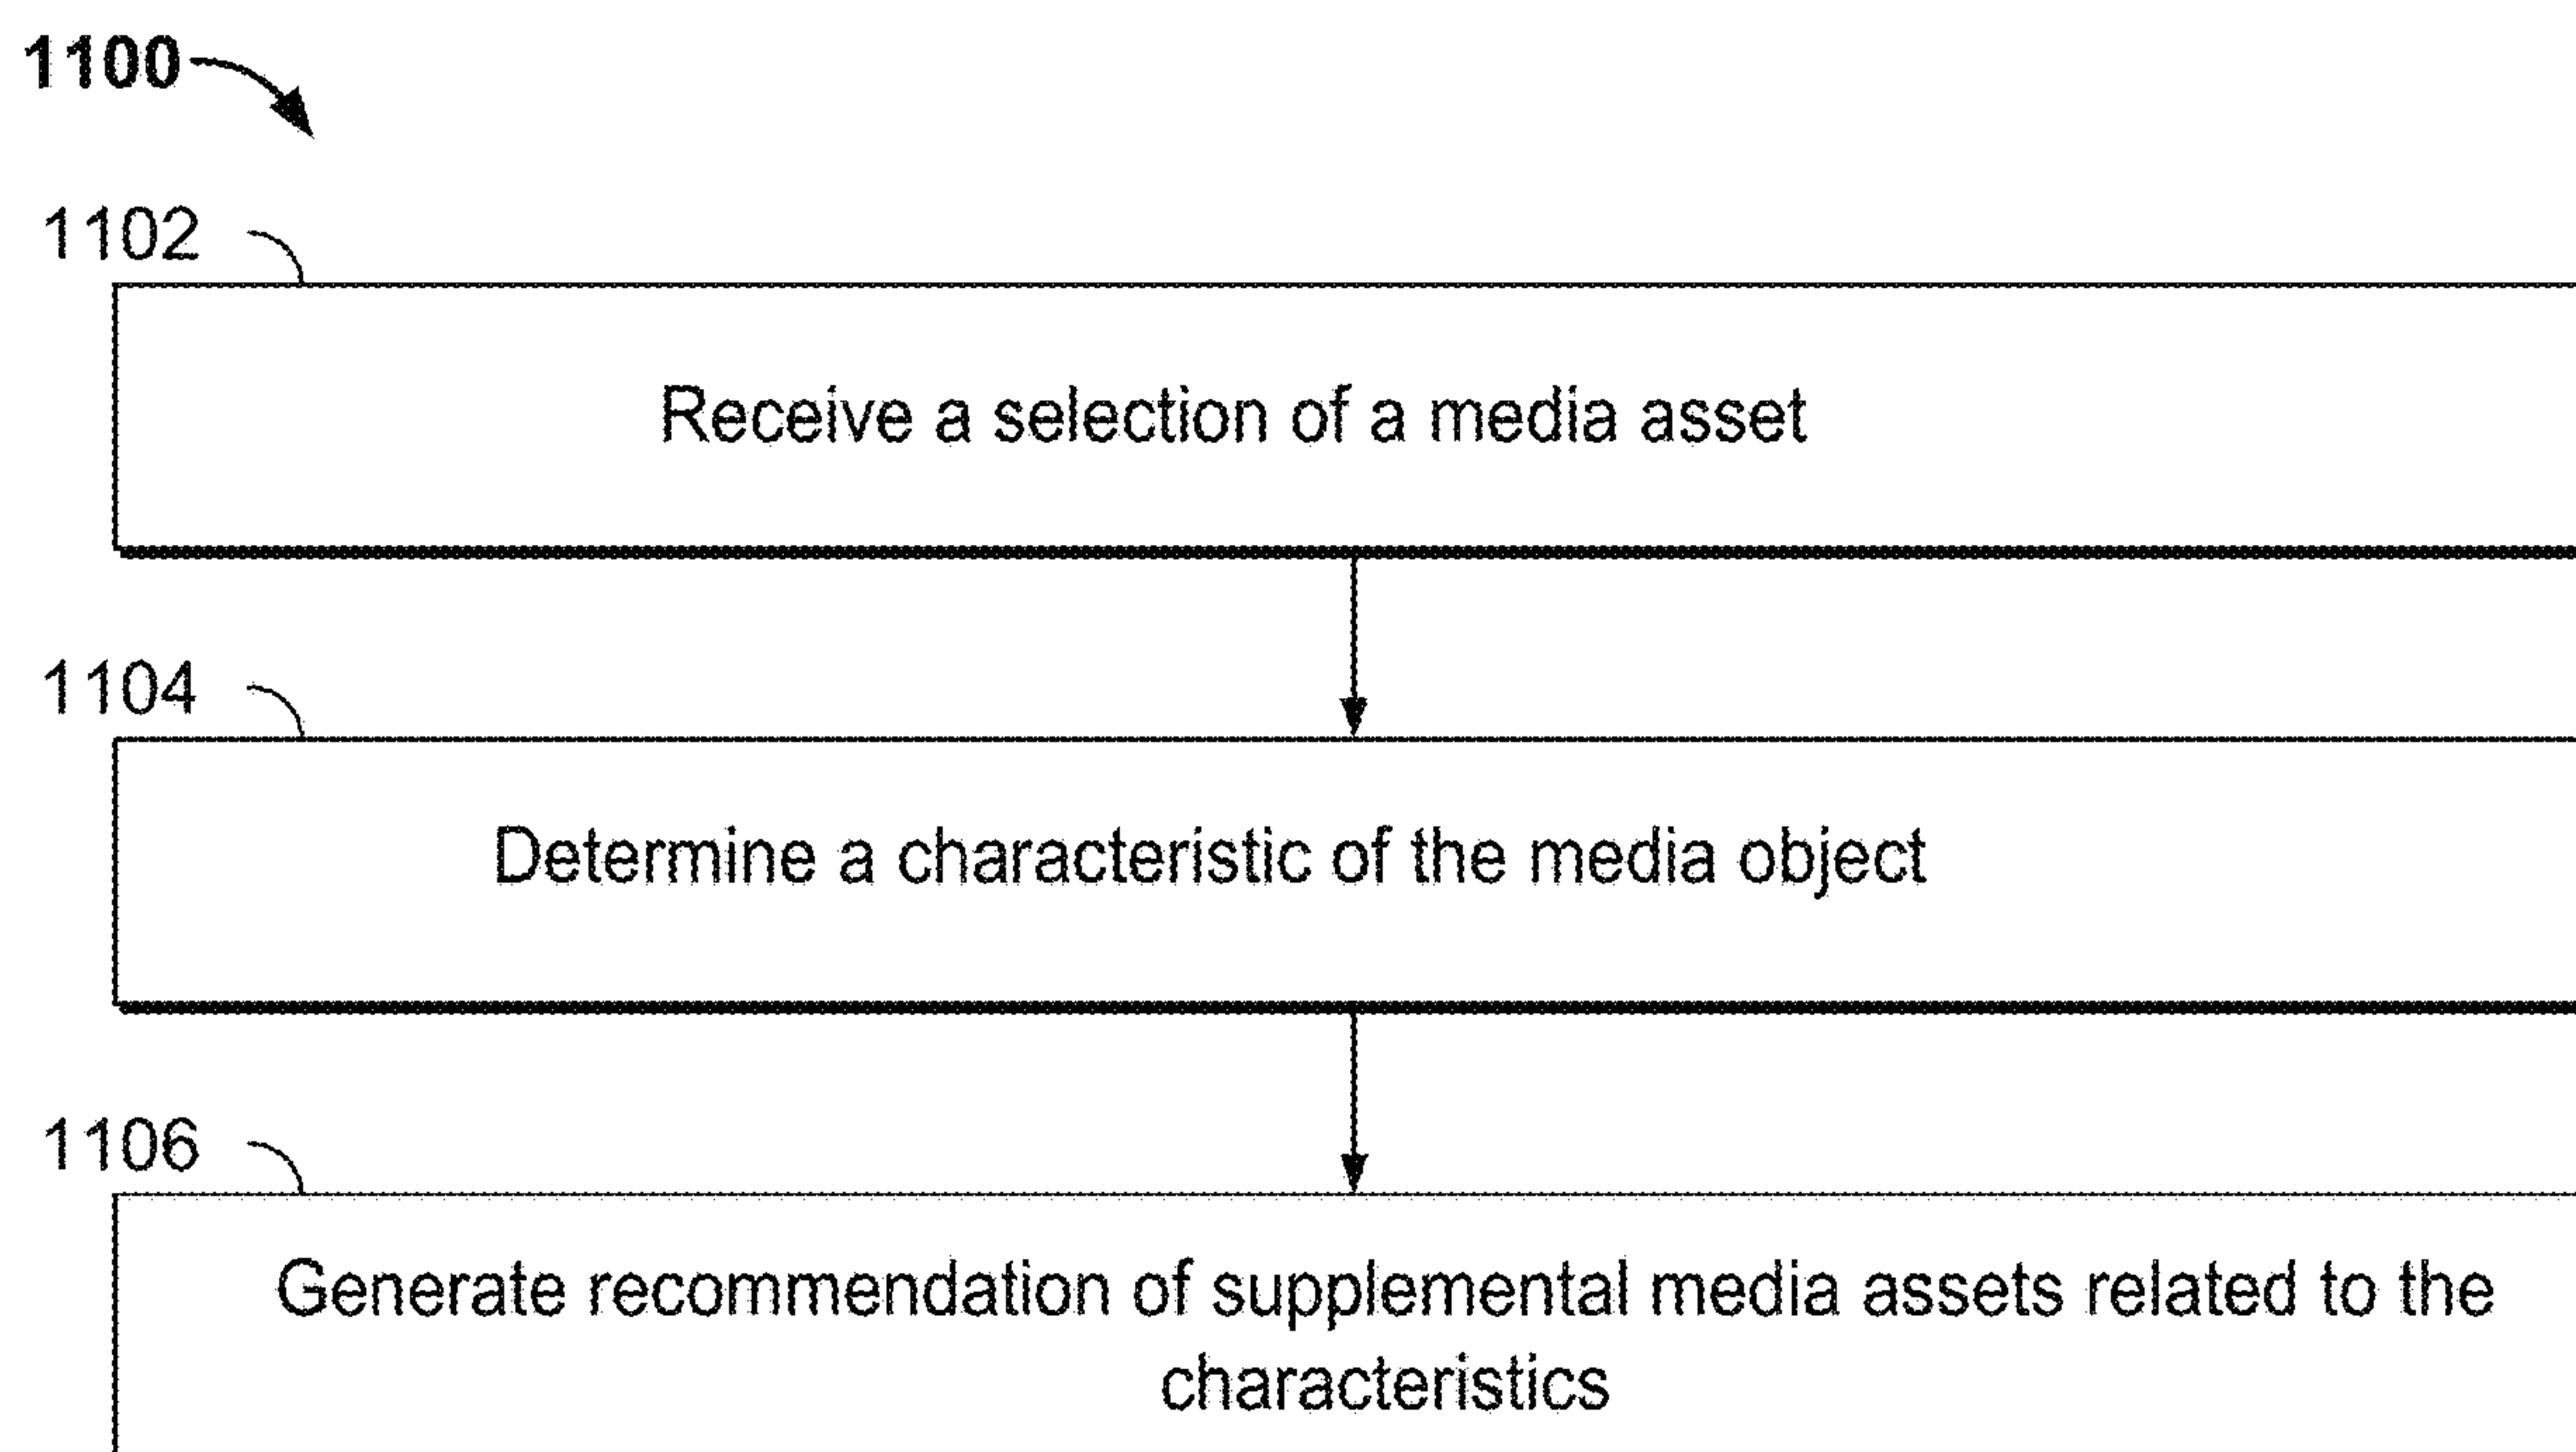 1100
1102
Receive a selection of a media asset
1104
Determine a characteristic of the media object
1106
Generate recommendation of supplemental media assets related to the
characteristics